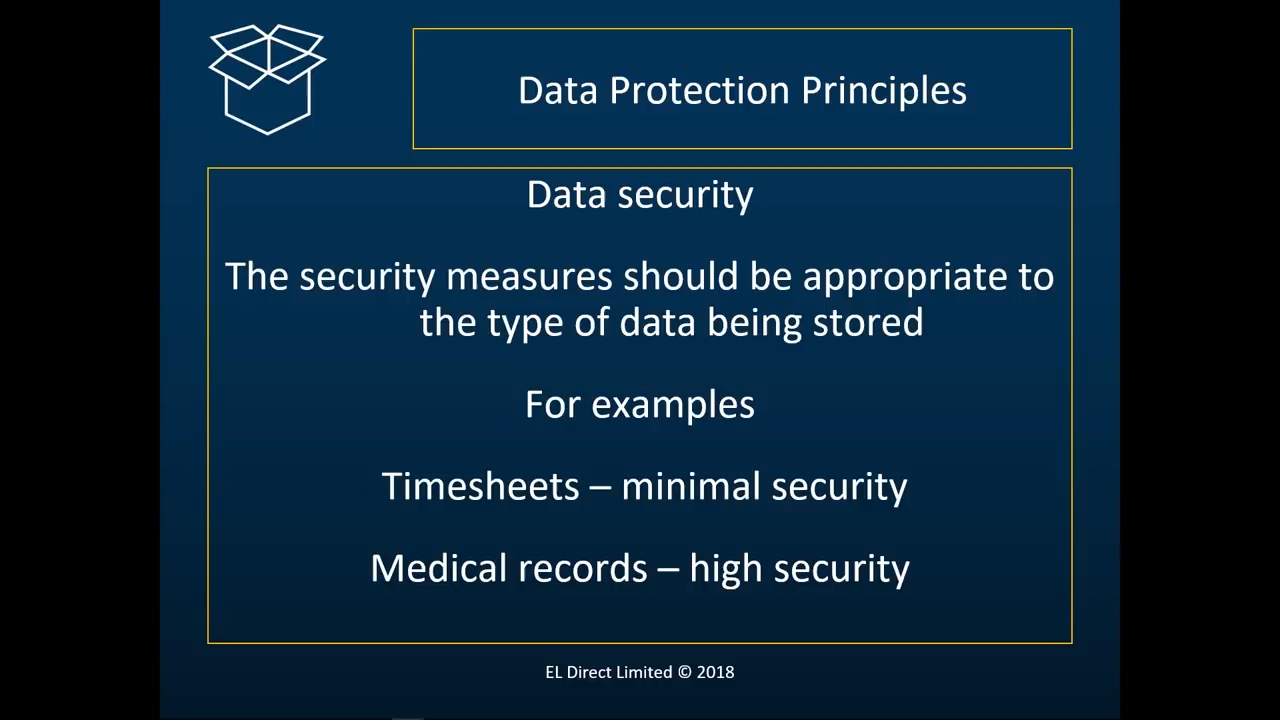 Data Protection Principles
Data security
The security measures should be appropriate to
the type of data being stored
For examples
Timesheets – minimal security
Medical records – high security
EL Direct Limited © 2018